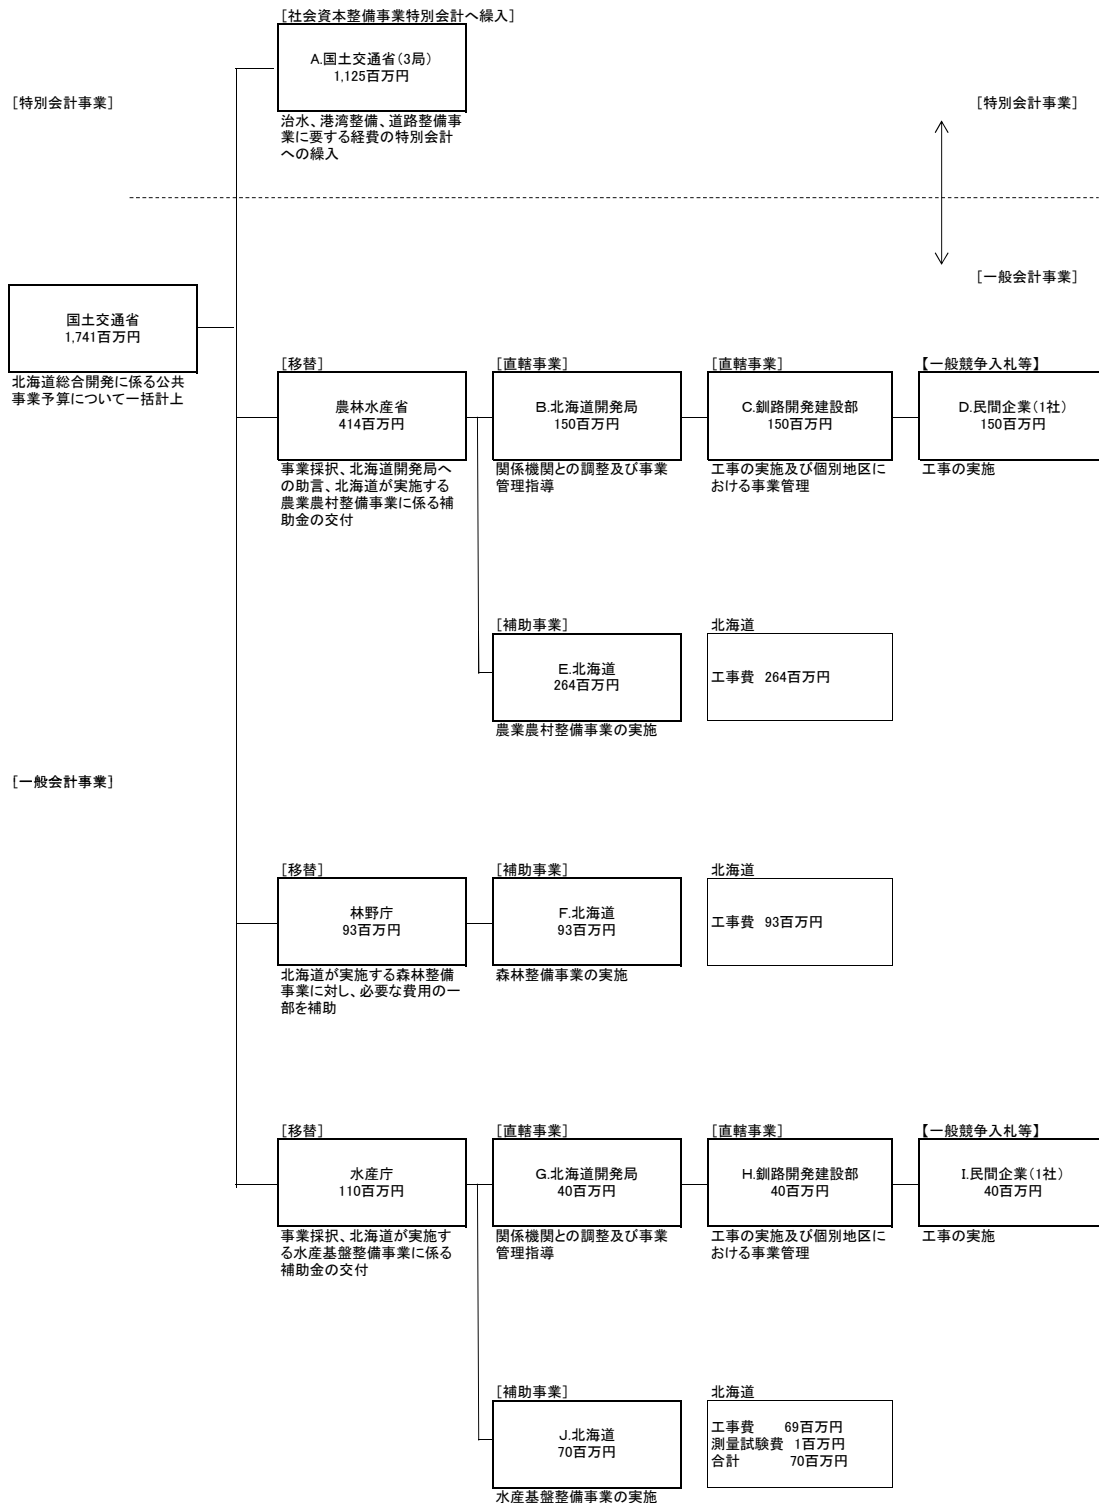 [社会資本整備事業特別会計へ繰入]
A.国土交通省(3局)
1,125百万円
治水、港湾整備、道路整備事
業に要する経費の特別会計
への繰入
[特別会計事業]
[特別会計事業]
[一般会計事業]
国土交通省
1,741百万円
北海道総合開発に係る公共
事業予算について一括計上
[移替]
農林水産省
414百万円
事業採択、北海道開発局へ
の助言、北海道が実施する
農業農村整備事業に係る補
助金の交付
[直轄事業]
B.北海道開発局
150百万円
関係機関との調整及び事業
管理指導
[直轄事業]
C.釧路開発建設部
150百万円
工事の実施及び個別地区に
おける事業管理
【一般競争入札等】
D.民間企業(1社)
150百万円
工事の実施
[補助事業]
E.北海道
264百万円
農業農村整備事業の実施
北海道
工事費 264百万円
[一般会計事業]
[移替]
林野庁
93百万円
北海道が実施する森林整備
事業に対し、必要な費用の一
部を補助
[補助事業]
F.北海道
93百万円
森林整備事業の実施
北海道
工事費 93百万円
[移替]
水産庁
110百万円
事業採択、北海道が実施す
る水産基盤整備事業に係る
補助金の交付
[直轄事業]
G.北海道開発局
40百万円
関係機関との調整及び事業
管理指導
[直轄事業]
H.釧路開発建設部
40百万円
工事の実施及び個別地区に
おける事業管理
【一般競争入札等】
I.民間企業(1社)
40百万円
工事の実施
[補助事業]
J.北海道
70百万円
水産基盤整備事業の実施
北海道
工事費 69百万円
測量試験費 1百万円
合計 70百万円